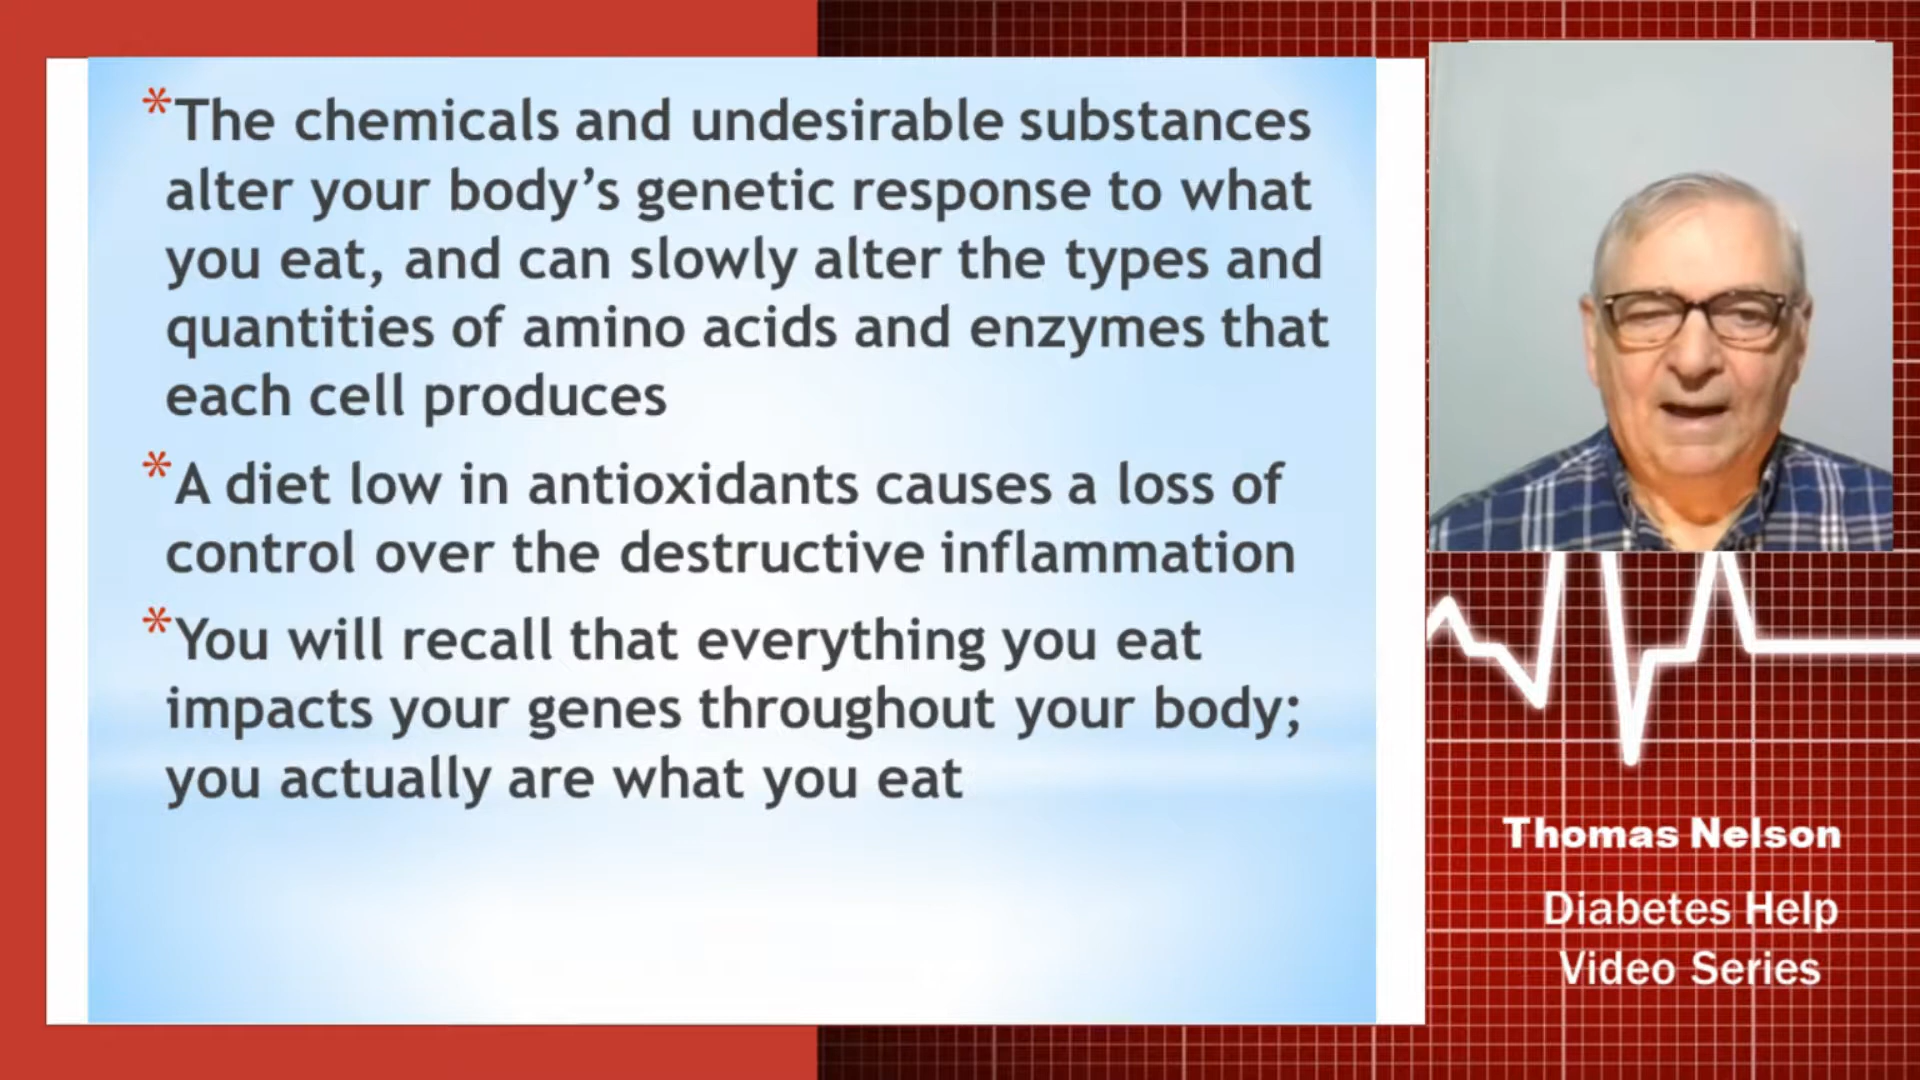 *The chemicals and undesirable substances
alter your body’s genetic response to what
you eat, and can slowly alter the types and
quantities of amino acids and enzymes that
each cell produces
*A diet low in antioxidants causes a loss of
control over the destructive inflammation
*You will recall that everything you eat
impacts your genes throughout your body;
you actually are what you eat
Thomas Nelson
Diabetes Help
Video Series